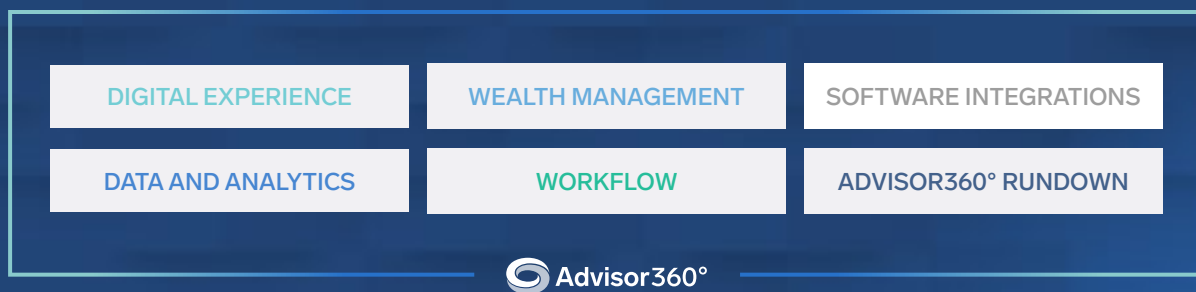 DIGITAL EXPERIENCE
WEALTH MANAGEMENT
SOFTWARE INTEGRATIONS
DATA AND ANALYTICS
WORKFLOW
ADVISOR360° RUNDOWN
Advisor360°